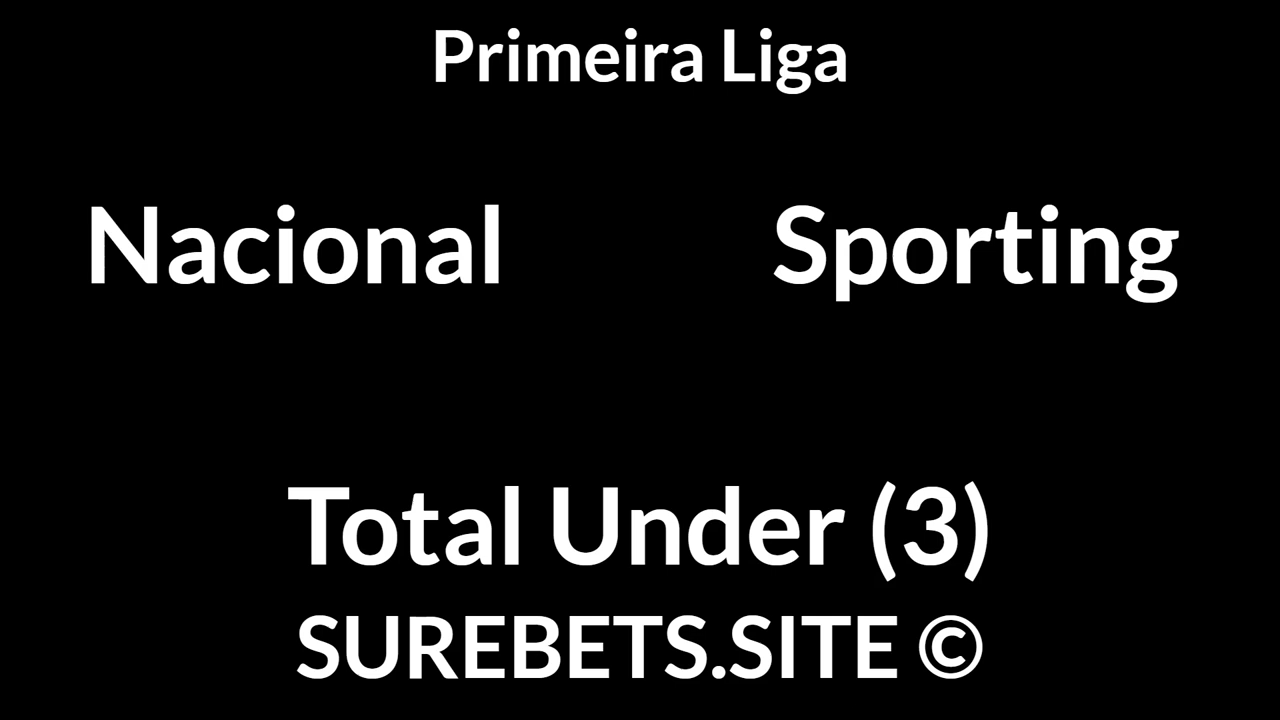 Primeira Liga
Nacional Sporting
Total Under (3)
SUREBETS.SITE ©